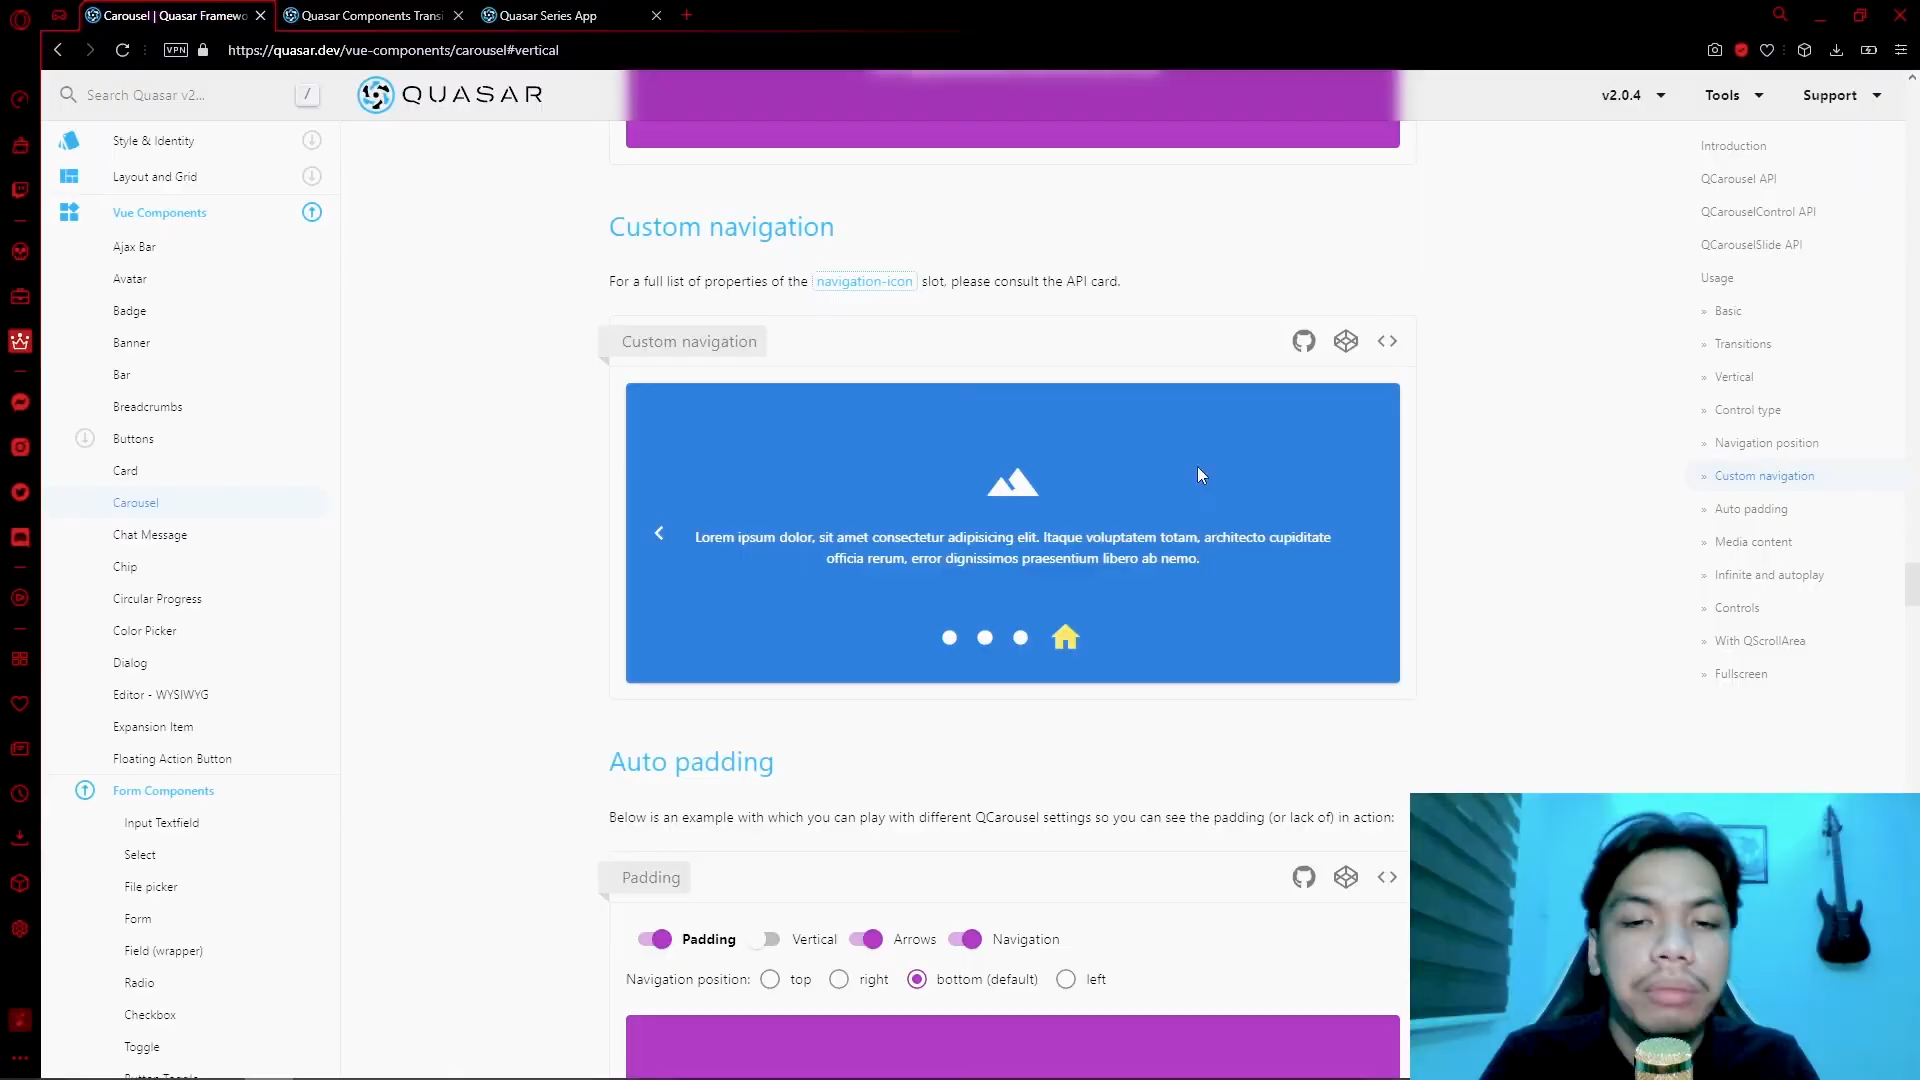 Carousel | Quasar Framewo
Quasar Components Transi
Quasar Series App
VPN
https://quasar.dev/vue-components/carousel#vertical
Search Quasar v2...
/
QUASAR
v2.0.4
Tools
Support
Style & Identity
Layout and Grid
Vue Components
Ajax Bar
Avatar
Badge
Banner
Bar
Breadcrumbs
Buttons
Card
Carousel
Chat Message
Chip
Circular Progress
Color Picker
Dialog
Editor - WYSIWYG
Expansion Item
Floating Action Button
Form Components
Input Textfield
Select
File picker
Form
Field (wrapper)
Radio
Checkbox
Toggle
Custom navigation
For a full list of properties of the navigation-icon slot, please consult the API card.
Custom navigation
Lorem ipsum dolor, sit amet consectetur adipisicing elit. Itaque voluptatem totam, architecto cupiditate
officia rerum, error dignissimos praesentium libero ab nemo.
Auto padding
Below is an example with which you can play with different QCarousel settings so you can see the padding (or lack of) in action:
Padding
Padding Vertical Arrows Navigation
Navigation position: top right bottom (default) left
Introduction
QCarousel API
QCarouselControl API
QCarouselSlide API
Usage
» Basic
» Transitions
» Vertical
» Control type
» Navigation position
» Custom navigation
» Auto padding
» Media content
» Infinite and autoplay
» Controls
» With QScrollArea
» Fullscreen